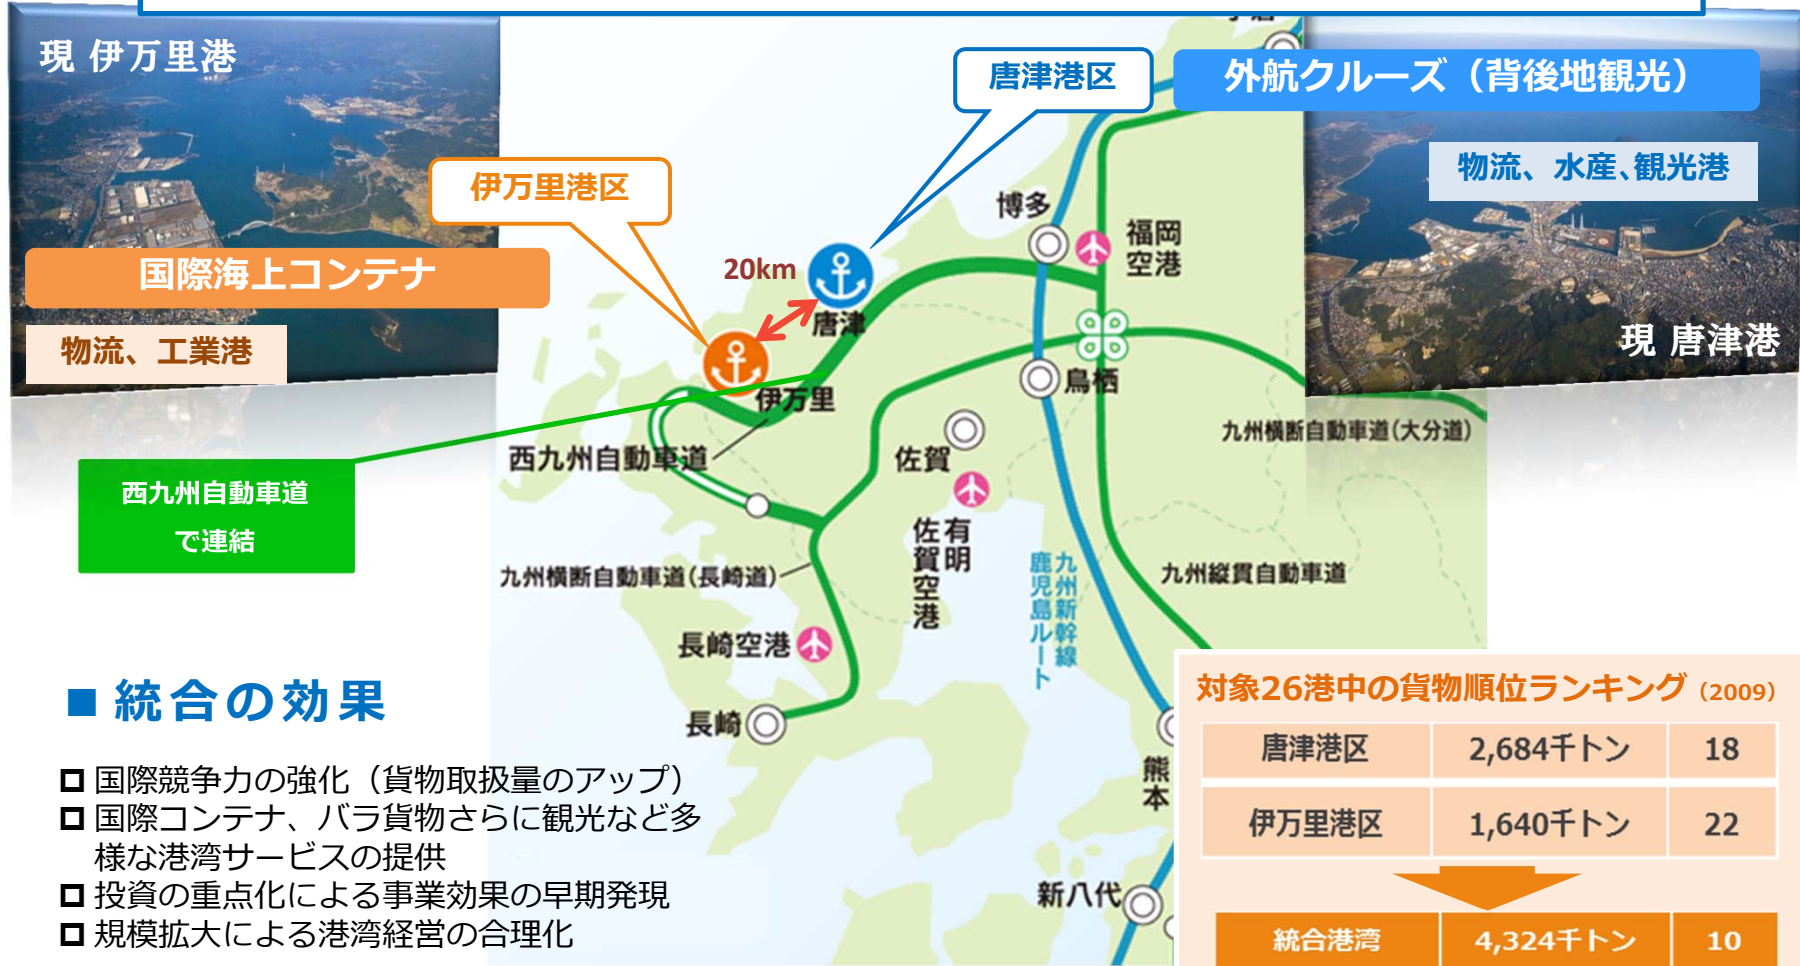 現 伊万里港
国際海上コンテナ
物流、工業港
伊万里港区
唐津港区
外航クルーズ（背後地観光）
物流、水産、観光港
現 唐津港
20km
唐津
伊万里
博多
福岡
空港
鳥栖
西九州自動車道
佐賀
九州横断自動車道(大分道)
西九州自動車道
で連結
有明
佐賀空港
九州横断自動車道(長崎道)
九州新幹線
鹿児島ルート
九州縦貫自動車道
長崎空港
長崎
熊本
新八代
■ 統合の効果
国際競争力の強化（貨物取扱量のアップ）
国際コンテナ、バラ貨物さらに観光など多
様な港湾サービスの提供
投資の重点化による事業効果の早期発現
規模拡大による港湾経営の合理化
対象26港中の貨物順位ランキング（2009）
唐津港区 2,684千トン 18
伊万里港区 1,640千トン 22
統合港湾 4,324千トン 10